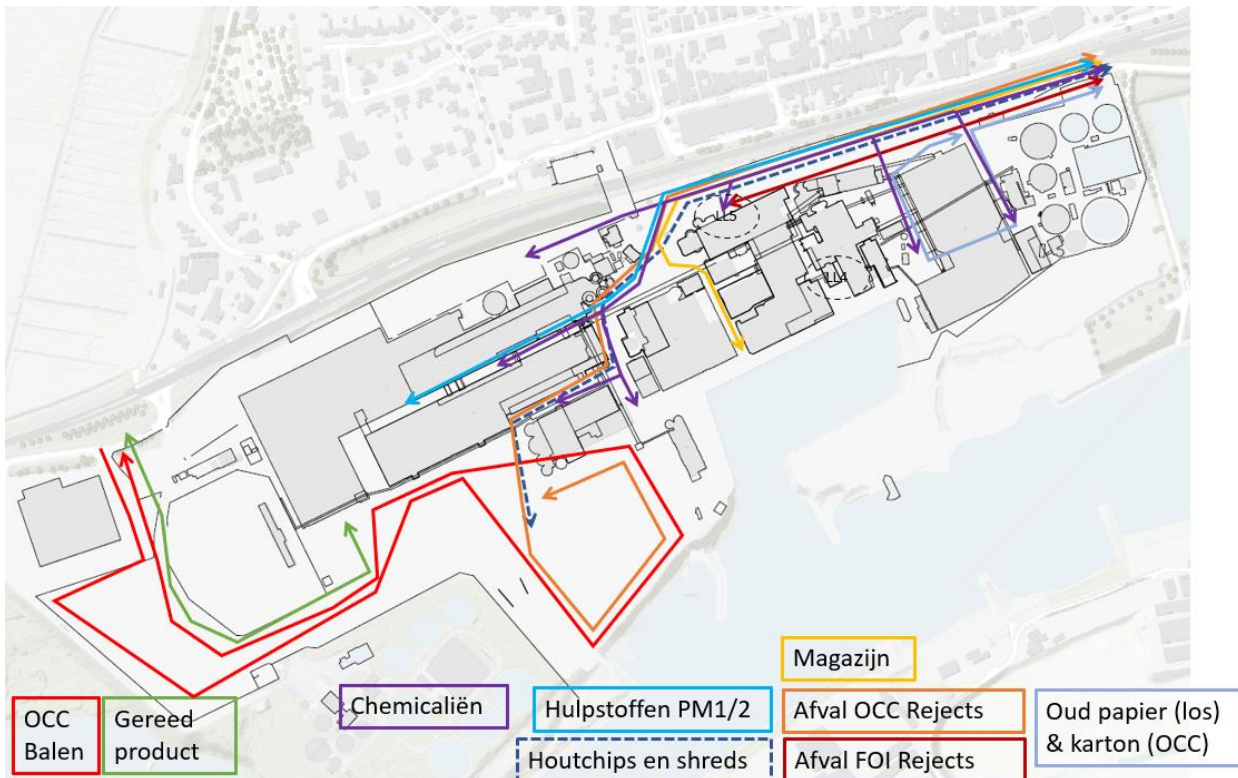 LL5
LL4
Magazijn
OCC
Balen
Gereed
product
Chemicaliën
Hulpstoffen PM1/2
Afval OCC Rejects
Oud papier (los)
& karton (OCC)
Houtchips en shreds
Afval FOI Rejects